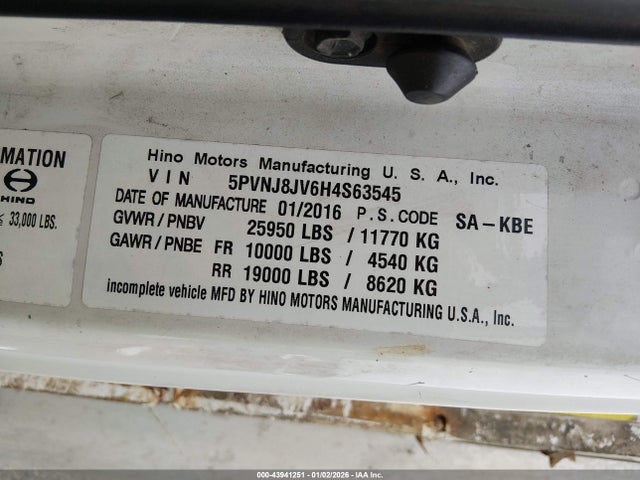 MATION
HINO
≤ 33,000 LBS.
S
Hino Motors Manufacturing U. S. A., Inc.
VIN 5PVNJ8JV6H4S63545
DATE OF MANUFACTURE 01/2016 P.S. CODE SA-KBE
GVWR / PNBV 25950 LBS / 11770 KG
GAWR / PNBE FR 10000 LBS / 4540 KG
RR 19000 LBS / 8620 KG
incomplete vehicle MFD BY HINO MOTORS MANUFACTURING U.S.A., Inc.
000-43941251 - 01/02/2026 - PADDOCK